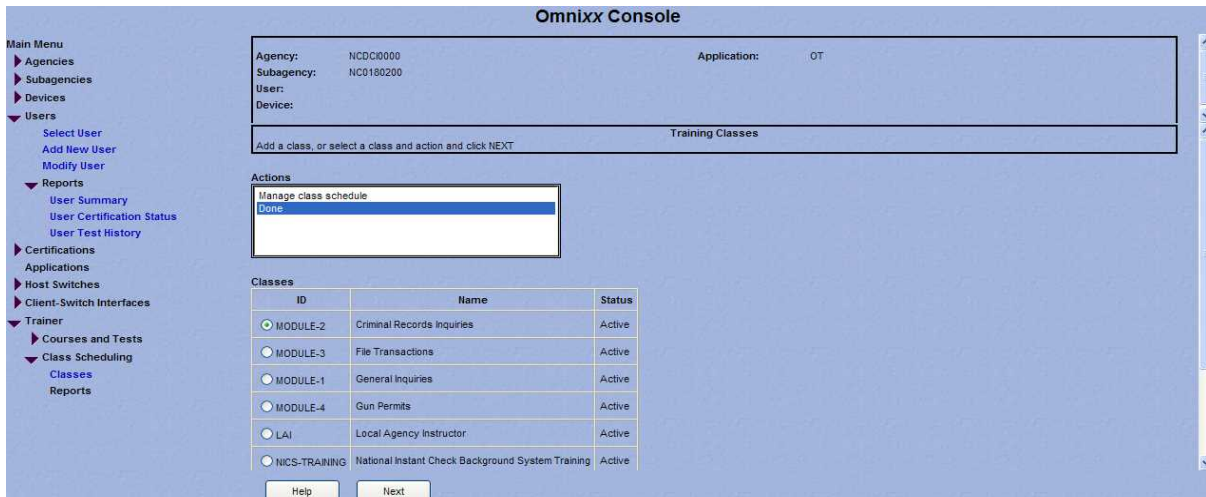 Omnixx Console
Main Menu
Agencies
Subagencies
Devices
Users
Select User
Add New User
Modify User
Reports
User Summary
User Certification Status
User Test History
Certifications
Applications
Host Switches
Client-Switch Interfaces
Trainer
Courses and Tests
Class Scheduling
Classes
Reports
Agency: NCDCI0000 Application: OT
Subagency: NC0180200
User:
Device:
Training Classes
Add a class, or select a class and action and click NEXT
Actions
Manage class schedule
Done
Classes
ID Name Status
MODULE-2 Criminal Records Inquiries Active
MODULE-3 File Transactions Active
MODULE-1 General Inquiries Active
MODULE-4 Gun Permits Active
LAI Local Agency Instructor Active
NICS-TRAINING National Instant Check Background System Training Active
Help Next